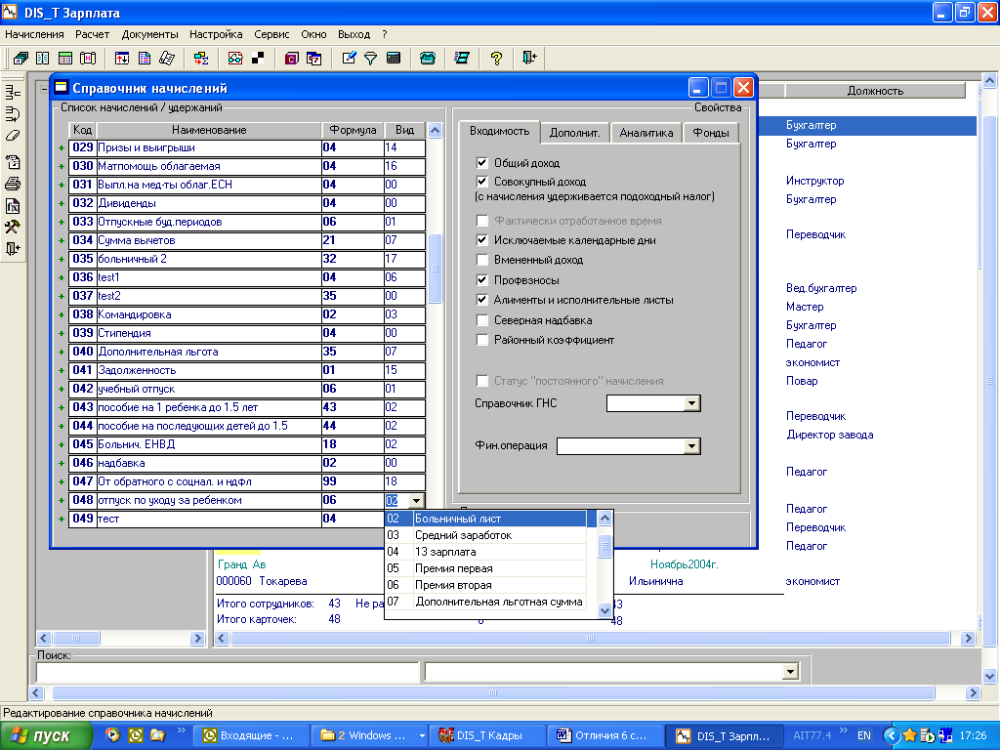 DIS_T Зарплата
Начисления Расчет Документы Настройка Сервис Окно Выход ?
Справочник начислений
Список начислений / удержаний
Код Наименование Формула Вид
+ 029 Призы и выигрыши 04 14
+ 030 Матпомощь облагаемая 04 16
+ 031 Выпл.на мед-ты облаг.ЕСН 04 00
+ 032 Дивиденды 04 00
+ 033 Отпускные буд.периодов 06 01
+ 034 Сумма вычетов 21 07
+ 035 больничный 2 32 17
+ 036 test1 04 06
+ 037 test2 35 00
+ 038 Командировка 02 03
+ 039 Стипендия 04 00
+ 040 Дополнительная льгота 35 07
+ 041 Задолженность 01 15
+ 042 учебный отпуск 06 01
+ 043 пособие на 1 ребенка до 1.5 лет 43 02
+ 044 пособие на последующих детей до 1.5 44 02
+ 045 Больнич. ЕНВД 18 02
+ 046 надбавка 02 00
+ 047 От обратного с соцнал. и ндфл 99 18
+ 048 отпуск по уходу за ребенком 06 02
+ 049 тест 04
02 Больничный лист
03 Средний заработок
04 13 зарплата
05 Премия первая
06 Премия вторая
07 Дополнительная льготная сумма
Свойства
Входимость Дополнит. Аналитика Фонды
Общий доход
Совокупный доход
(с начисления удерживается подоходный налог)
Фактически отработанное время
Исключаемые календарные дни
Вмененный доход
Профвзносы
Алименты и исполнительные листы
Северная надбавка
Районный коэффициент
Статус "постоянного" начисления
Справочник ГНС
Фин.операция
Должность
Бухгалтер
Бухгалтер
Инструктор
Бухгалтер
Переводчик
Вед.бухгалтер
Мастер
Бухгалтер
Педагог
экономист
Повар
Переводчик
Директор завода
Педагог
Педагог
Переводчик
Педагог
Гранд Ав Ноябрь2004г.
000060 Токарева Ильинична экономист
Итого сотрудников: 43 Не ра 43
Итого карточек: 48 0 48
Поиск:
Редактирование справочника начислений
пуск
Входящие - ...
2 Windows ...
DIS_T Кадры
Отличия 6 с...
DIS_T Зарпл...
AIT77.4
EN
17:26